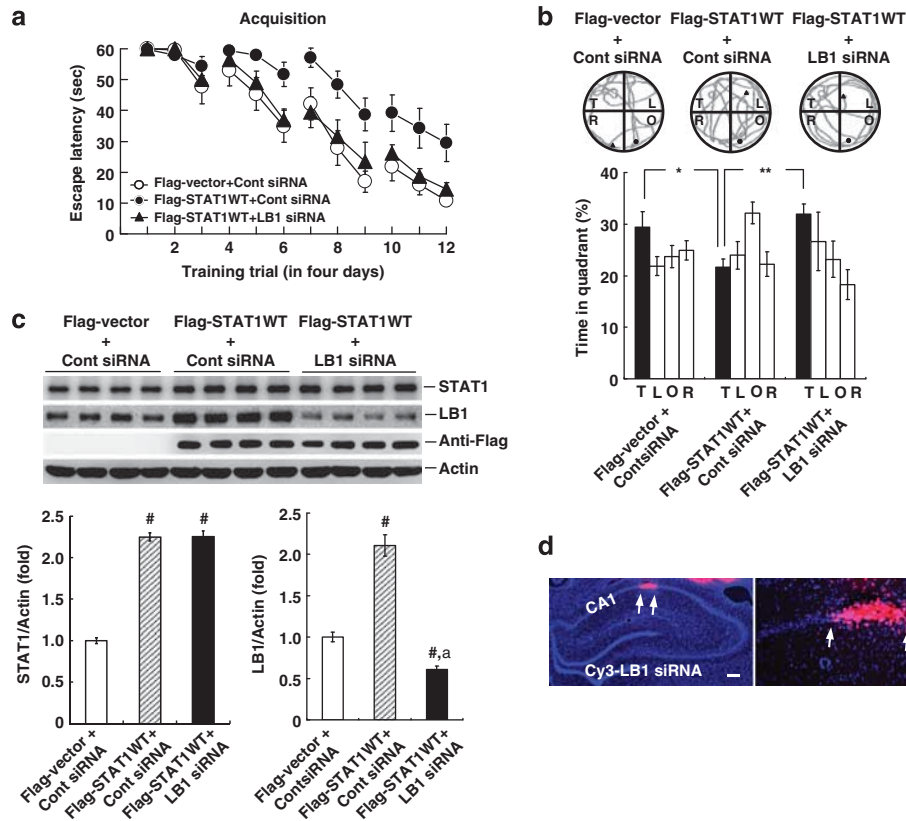 a
Acquisition
Escape latency (sec)
60
50
40
30
20
10
0
Flag-vector+Cont siRNA
Flag-STAT1WT+Cont siRNA
Flag-STAT1WT+LB1 siRNA
2 4 6 8 10 12
Training trial (in four days)
b
Flag-vector
+
Cont siRNA
Flag-STAT1WT
+
Cont siRNA
Flag-STAT1WT
+
LB1 siRNA
T L
R O
T L
R O
T L
R O
* **
Time in quadrant (%)
40
30
20
10
0
T L O R T L O R T L O R
Flag-vector +
ContsiRNA
Flag-STAT1WT+
Cont siRNA
Flag-STAT1WT+
LB1 siRNA
c
Flag-vector
+
Cont siRNA
Flag-STAT1WT
+
Cont siRNA
Flag-STAT1WT
+
LB1 siRNA
STAT1
LB1
Anti-Flag
Actin
STAT1/Actin (fold)
2.5
2.0
1.5
1.0
0.5
0
# #
Flag-vector +
Cont siRNA
Flag-STAT1WT+
Cont siRNA
Flag-STAT1WT+
LB1 siRNA
LB1/Actin (fold)
2.5
2.0
1.5
1.0
0.5
0
#
#,a
Flag-vector +
ContsiRNA
Flag-STAT1WT+
Cont siRNA
Flag-STAT1WT+
LB1 siRNA
d
CA1
Cy3-LB1 siRNA